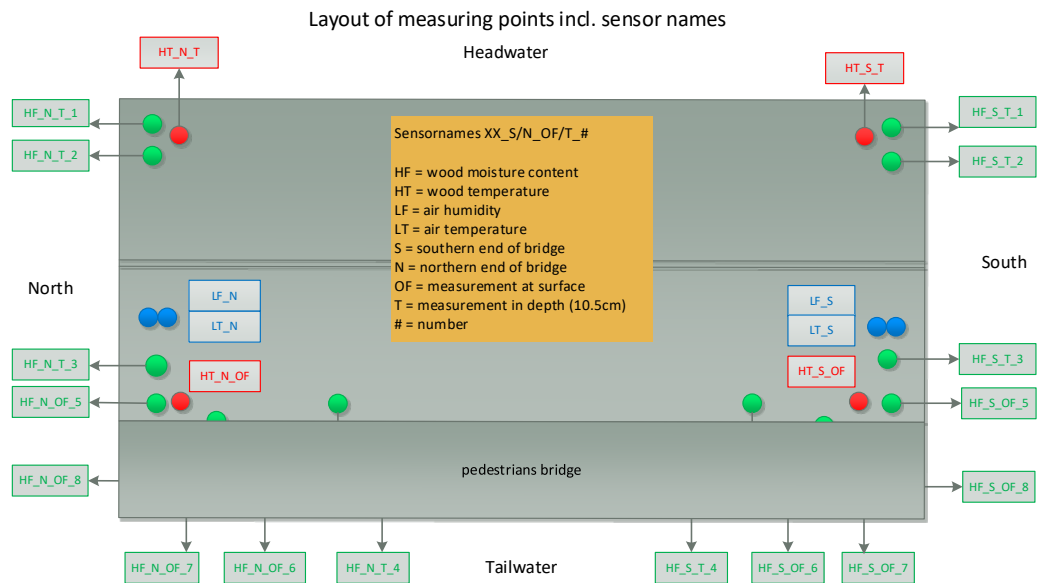 Layout of measuring points incl. sensor names
Headwater
HT_N_T
HT_S_T
HF_N_T_1
HF_S_T_1
HF_N_T_2
HF_S_T_2
Sensornames XX_S/N_OF/T_#
HF = wood moisture content
HT = wood temperature
LF = air humidity
LT = air temperature
S = southern end of bridge
N = northern end of bridge
OF = measurement at surface
T = measurement in depth (10.5cm)
# = number
North
South
LF_N
LT_N
LF_S
LT_S
HF_N_T_3
HT_N_OF
HT_S_OF
HF_S_T_3
HF_N_OF_5
HF_S_OF_5
pedestrians bridge
HF_N_OF_8
HF_S_OF_8
HF_N_OF_7
HF_N_OF_6
HF_N_T_4
Tailwater
HF_S_T_4
HF_S_OF_6
HF_S_OF_7